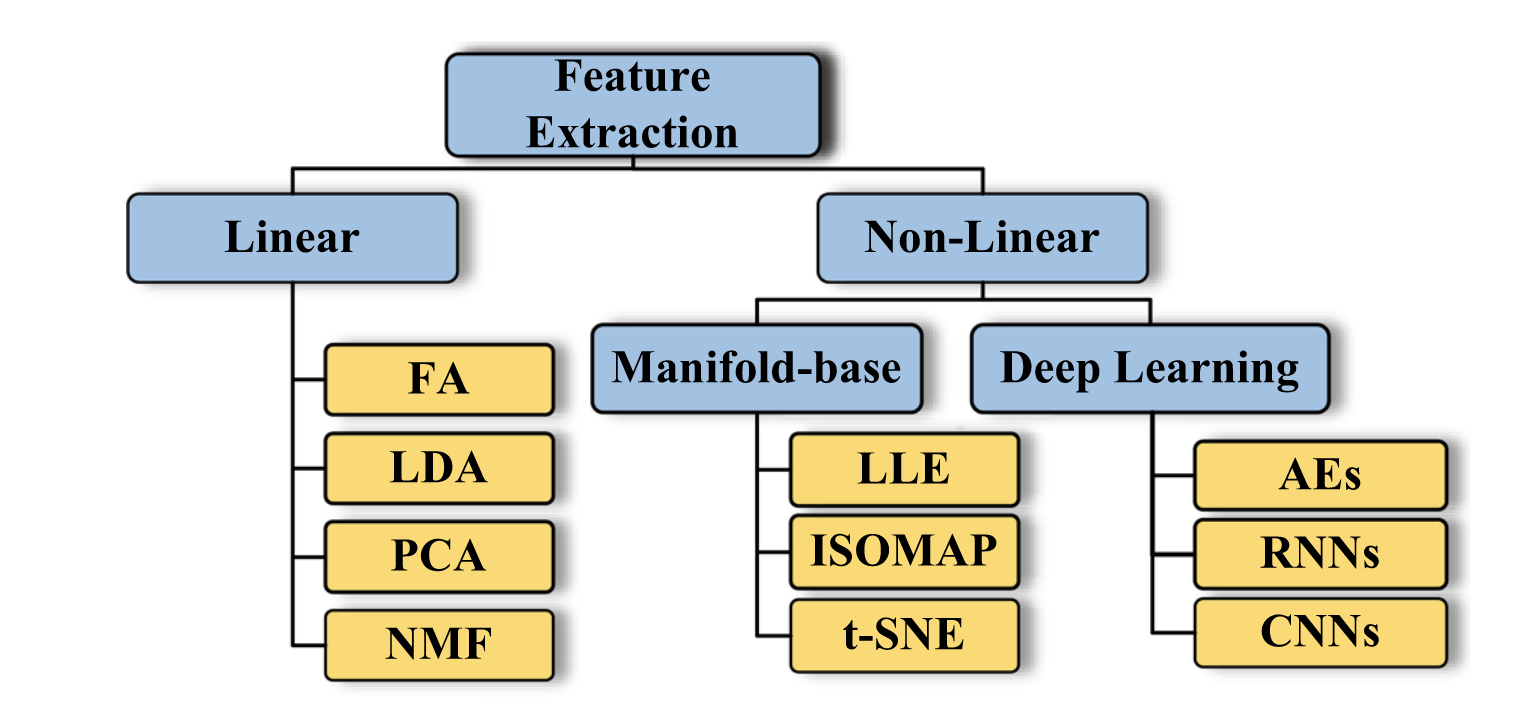 Feature
Extraction
Linear
Non-Linear
FA
LDA
PCA
NMF
Manifold-base
LLE
ISOMAP
t-SNE
Deep Learning
AEs
RNNs
CNNs